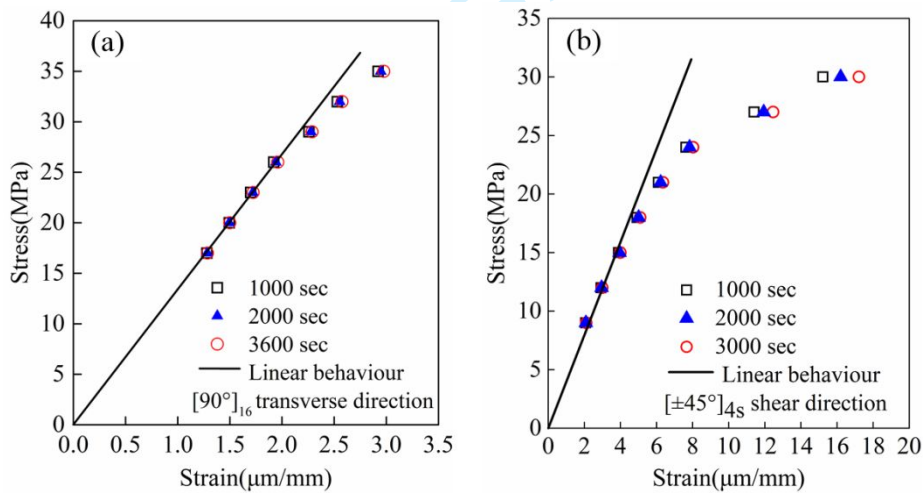 (a)
Stress(MPa)
40
35
30
25
20
15
10
5
0
1000 sec
2000 sec
3600 sec
Linear behaviour
[90°]₁₆ transverse direction
0.0 0.5 1.0 1.5 2.0 2.5 3.0 3.5
Strain(μm/mm)
(b)
Stress(MPa)
35
30
25
20
15
10
5
0
1000 sec
2000 sec
3000 sec
Linear behaviour
[±45°]₄ₛ shear direction
0 2 4 6 8 10 12 14 16 18 20
Strain(μm/mm)